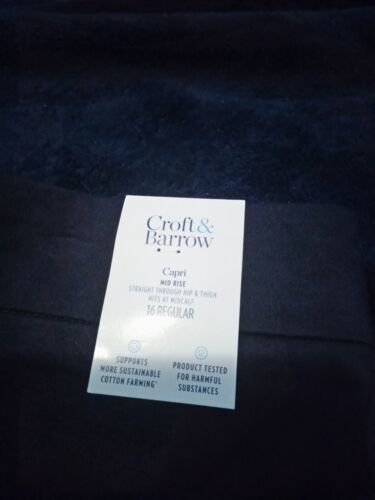 Croft&
Barrow
Capri
MID RISE
STRAIGHT THROUGH HIP & THIGH
HITS AT MIDCALF
16 REGULAR
SUPPORTS
MORE SUSTAINABLE
COTTON FARMING*
PRODUCT TESTED
FOR HARMFUL
SUBSTANCES